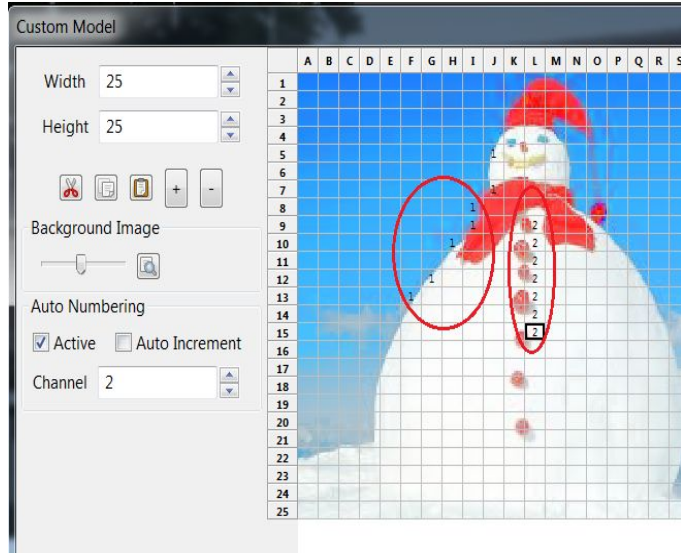 Custom Model
Width 25
Height 25
+ -
Background Image
Auto Numbering
Active Auto Increment
Channel 2
A B C D E F G H I J K L M N O P Q R S
1
2
3
4
5 1
6
7 1
8 1
9 1 2
10 1 2
11 2
12 1 2
13 1 2
14 2
15 2
16
17
18
19
20
21
22
23
24
25